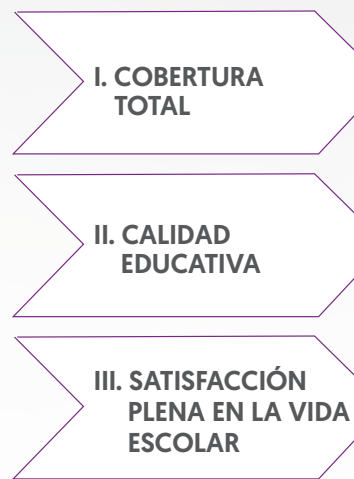 I. COBERTURA
TOTAL
II. CALIDAD
EDUCATIVA
III. SATISFACCIÓN
PLENA EN LA VIDA
ESCOLAR